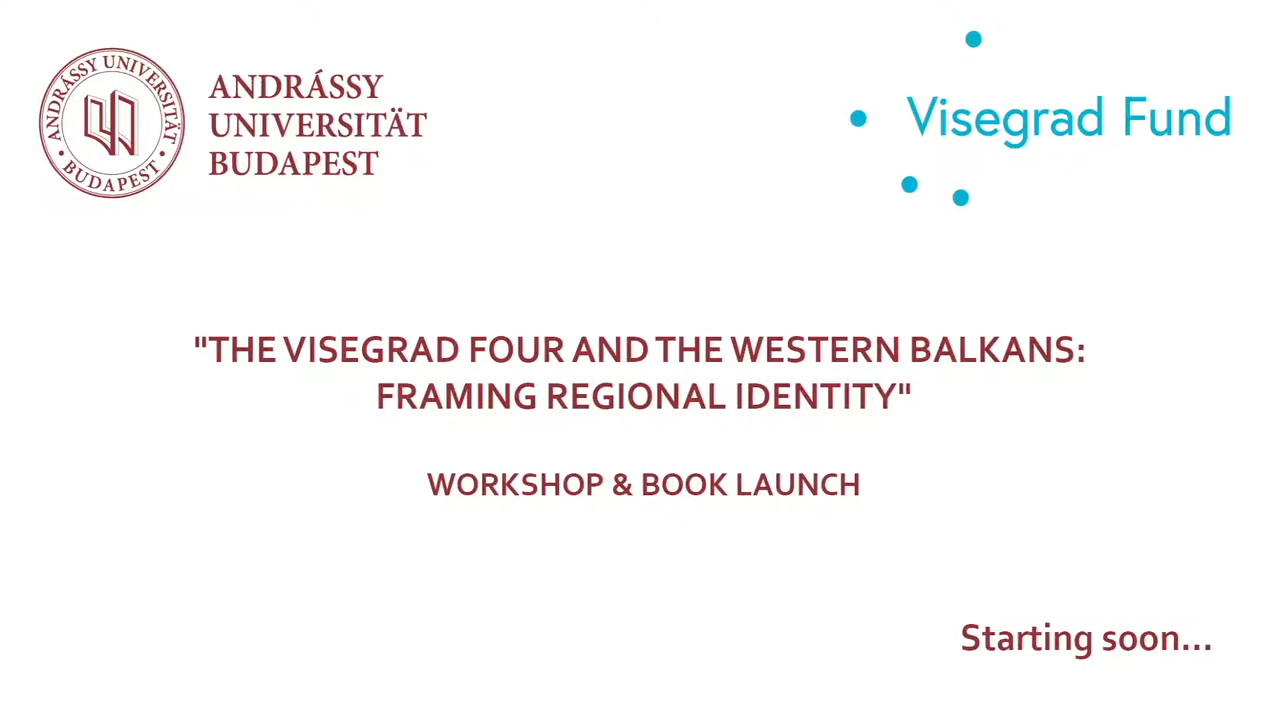 ANDRÁSSY UNIVERSITÄT
• BUDAPEST •
ANDRÁSSY
UNIVERSITÄT
BUDAPEST
Visegrad Fund
"THE VISEGRAD FOUR AND THE WESTERN BALKANS:
FRAMING REGIONAL IDENTITY"
WORKSHOP & BOOK LAUNCH
Starting soon...